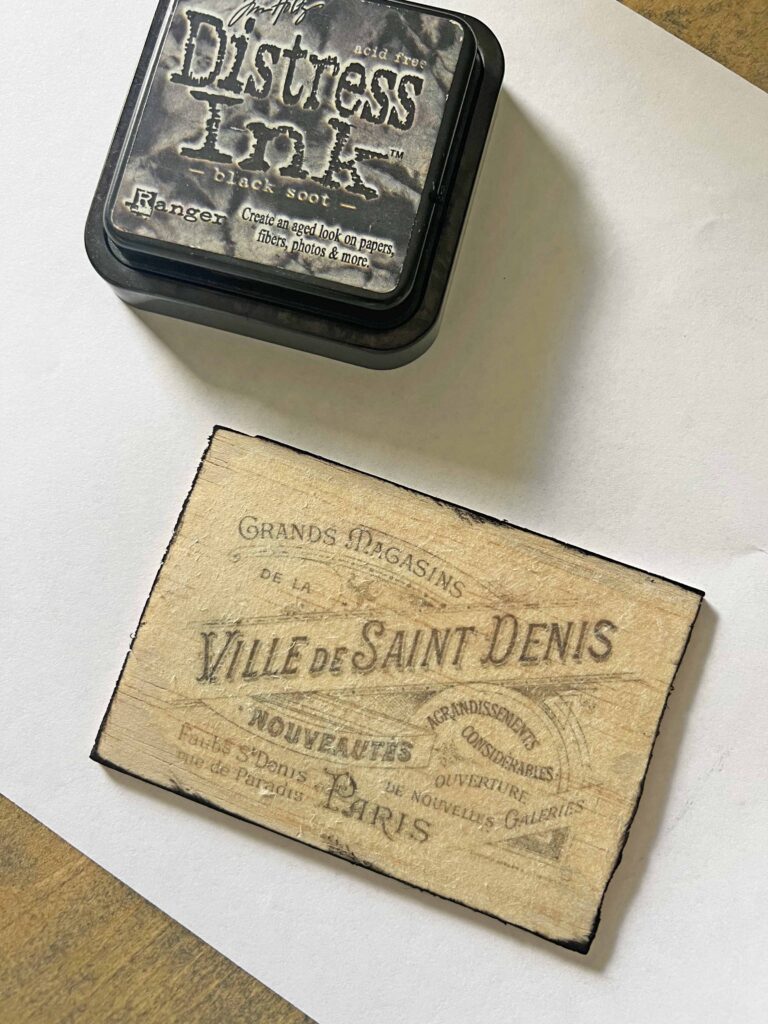 Tim Holtz
acid free
Distress
Ink™
– black soot –
Ranger
Create an aged look on papers,
fibers, photos & more.
GRANDS MAGASINS
DE LA
VILLE DE SAINT DENIS
NOUVEAUTÉS
AGRANDISSEMENTS
CONSIDÉRABLES
Faubg St Denis
rue de Paradis
PARIS
OUVERTURE
DE NOUVELLES GALERIES